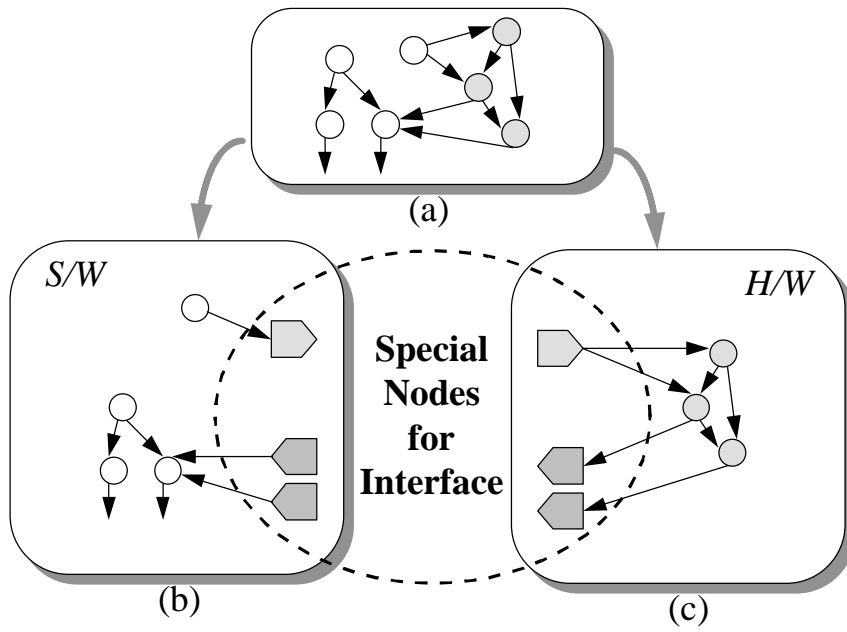 (a)
S/W
H/W
Special
Nodes
for
Interface
(b)
(c)